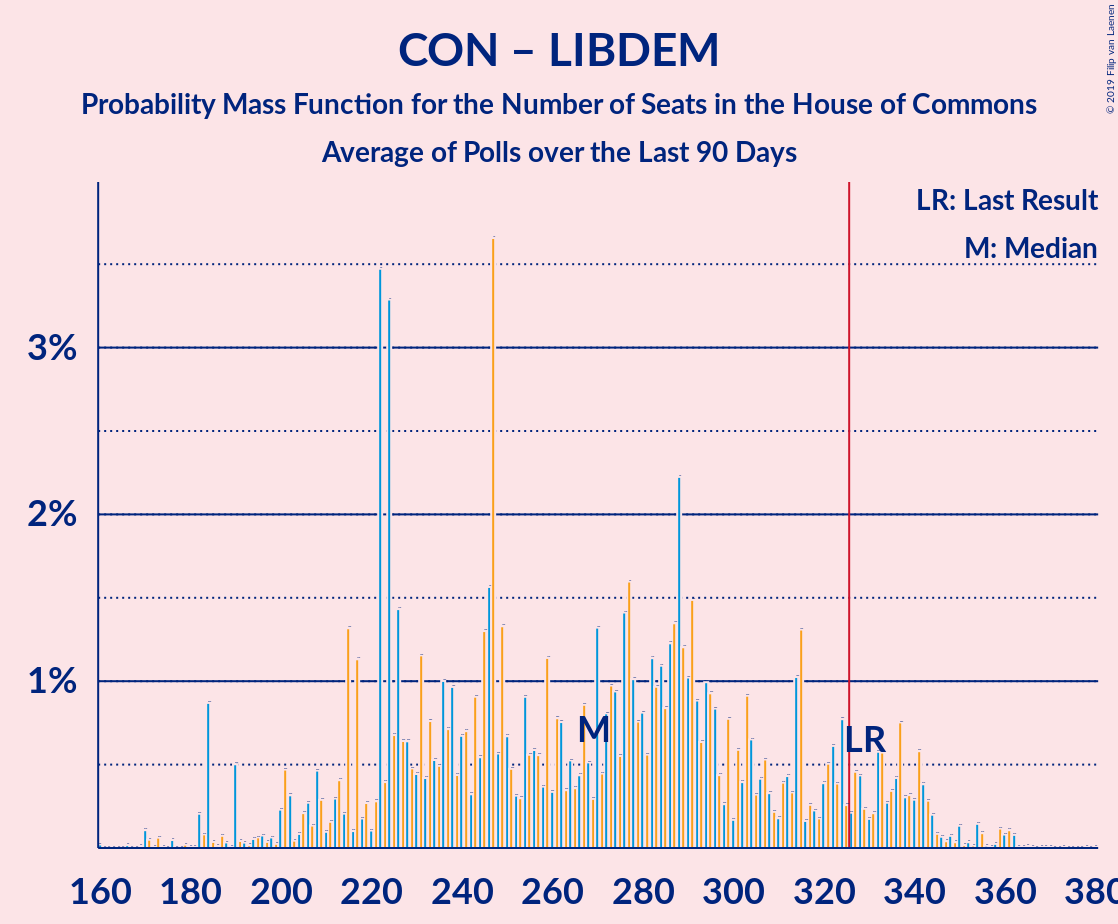 CON – LIBDEM
Probability Mass Function for the Number of Seats in the House of Commons
Average of Polls over the Last 90 Days
© 2019 Filip van Laenen
LR: Last Result
M: Median
3%
2%
1%
M
LR
160 180 200 220 240 260 280 300 320 340 360 380